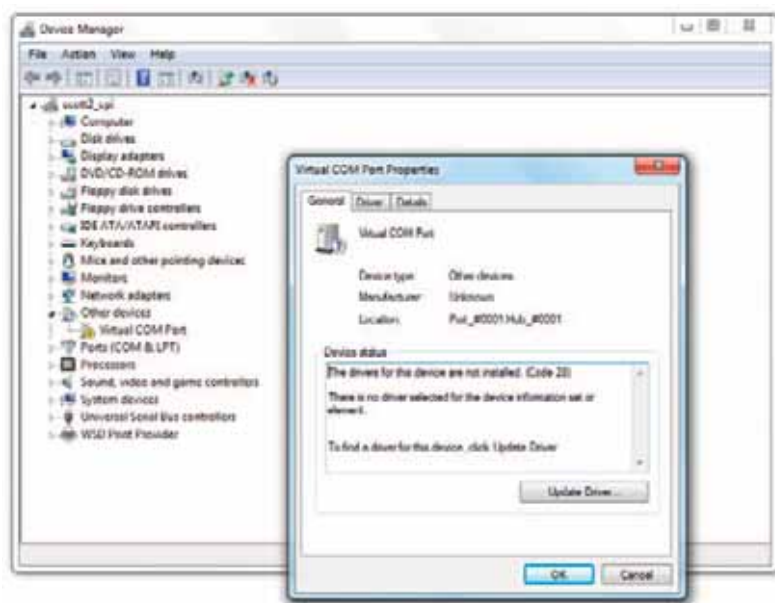 Device Manager
File Action View Help
Computer
Disk drives
Display adapters
DVD/CD-ROM drives
Floppy disk drives
Floppy drive controllers
IDE ATA/ATAPI controllers
Keyboards
Mice and other pointing devices
Monitors
Network adapters
Other devices
Virtual COM Port
Ports (COM & LPT)
Processors
Sound, video and game controllers
System devices
Universal Serial Bus controllers
WSD Print Provider
Virtual COM Port Properties
General Driver Details
Virtual COM Port
Device type: Other devices
Manufacturer: Unknown
Location: Port_#0001.Hub_#0001
Device status
The drivers for this device are not installed. (Code 28)
There is no driver selected for the device information set or
element.
To find a driver for this device, click Update Driver.
Update Driver...
OK Cancel